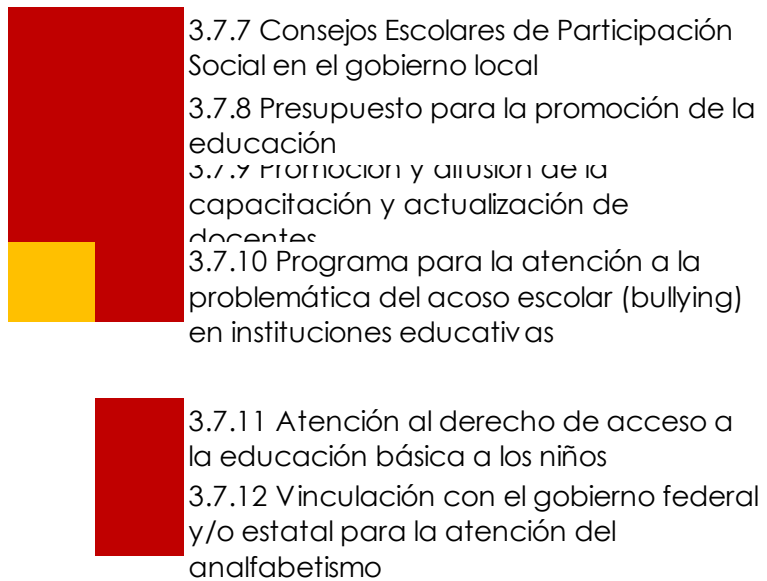 3.7.7 Consejos Escolares de Participación
Social en el gobierno local
3.7.8 Presupuesto para la promoción de la
educación
3.7.9 Promoción y difusión de la
capacitación y actualización de
docentes
3.7.10 Programa para la atención a la
problemática del acoso escolar (bullying)
en instituciones educativas
3.7.11 Atención al derecho de acceso a
la educación básica a los niños
3.7.12 Vinculación con el gobierno federal
y/o estatal para la atención del
analfabetismo